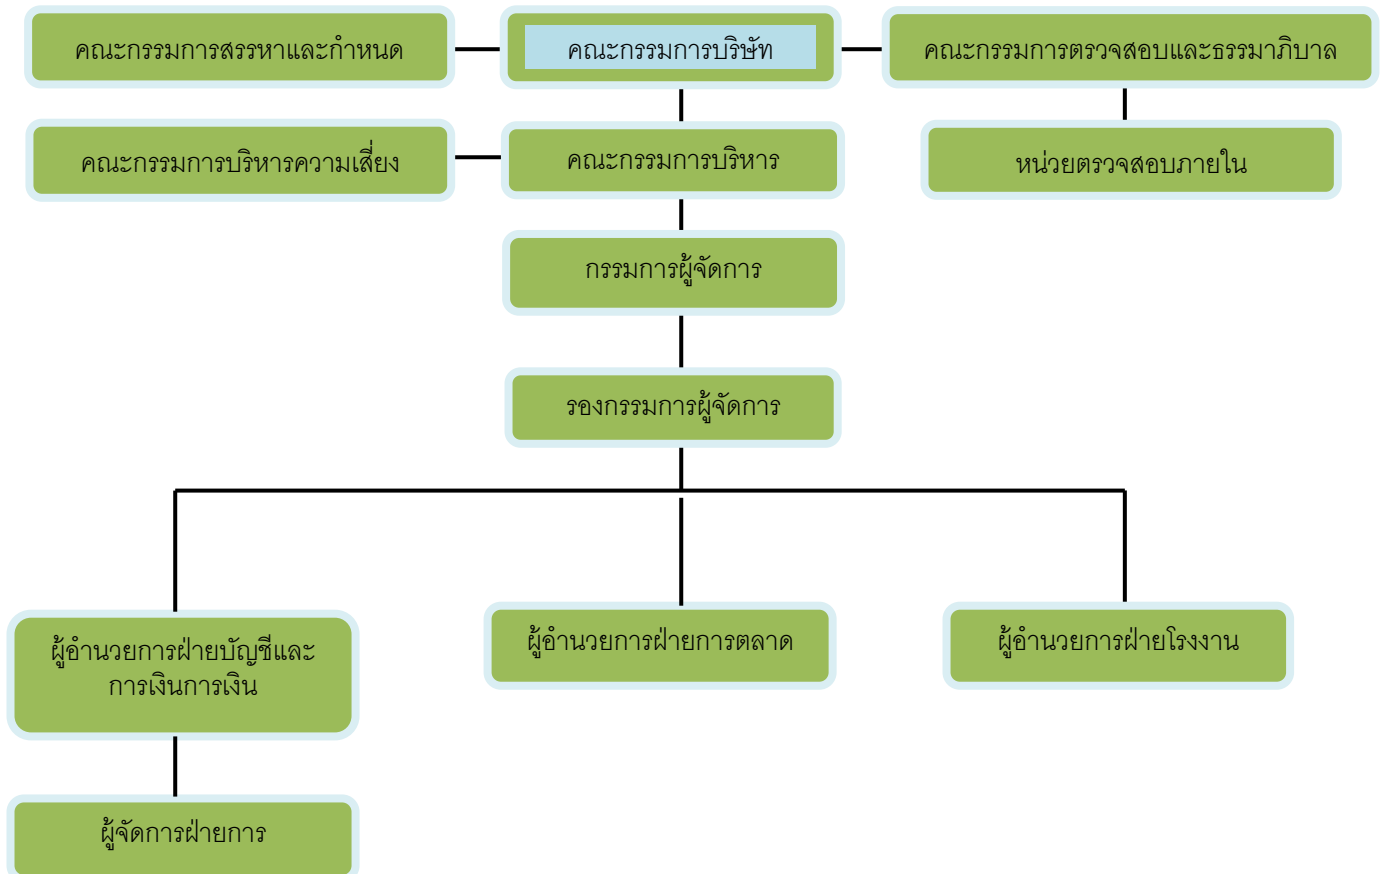 คณะกรรมการสรรหาและกำหนด
คณะกรรมการบริษัท
คณะกรรมการตรวจสอบและธรรมาภิบาล
คณะกรรมการบริหารความเสี่ยง
คณะกรรมการบริหาร
หน่วยตรวจสอบภายใน
กรรมการผู้จัดการ
รองกรรมการผู้จัดการ
ผู้อำนวยการฝ่ายบัญชีและ
การเงินการเงิน
ผู้อำนวยการฝ่ายการตลาด
ผู้อำนวยการฝ่ายโรงงาน
ผู้จัดการฝ่ายการ